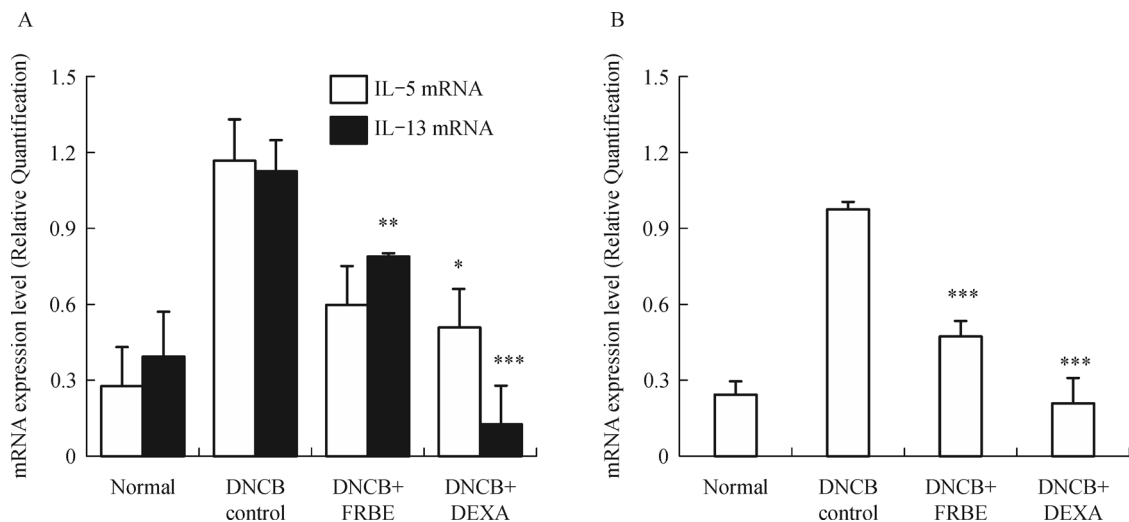 A
mRNA expression level (Relative Quantification)
1.5
1.2
0.9
0.6
0.3
0
IL−5 mRNA
IL−13 mRNA
**
*
***
Normal
DNCB
control
DNCB+
FRBE
DNCB+
DEXA
B
mRNA expression level (Relative Quantification)
1.5
1.2
0.9
0.6
0.3
0
***
***
Normal
DNCB
control
DNCB+
FRBE
DNCB+
DEXA